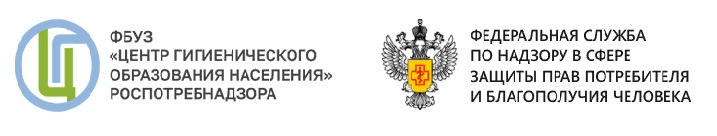 ФБУЗ
«ЦЕНТР ГИГИЕНИЧЕСКОГО
ОБРАЗОВАНИЯ НАСЕЛЕНИЯ»
РОСПОТРЕБНАДЗОРА
ФЕДЕРАЛЬНАЯ СЛУЖБА
ПО НАДЗОРУ В СФЕРЕ
ЗАЩИТЫ ПРАВ ПОТРЕБИТЕЛЯ
И БЛАГОПОЛУЧИЯ ЧЕЛОВЕКА